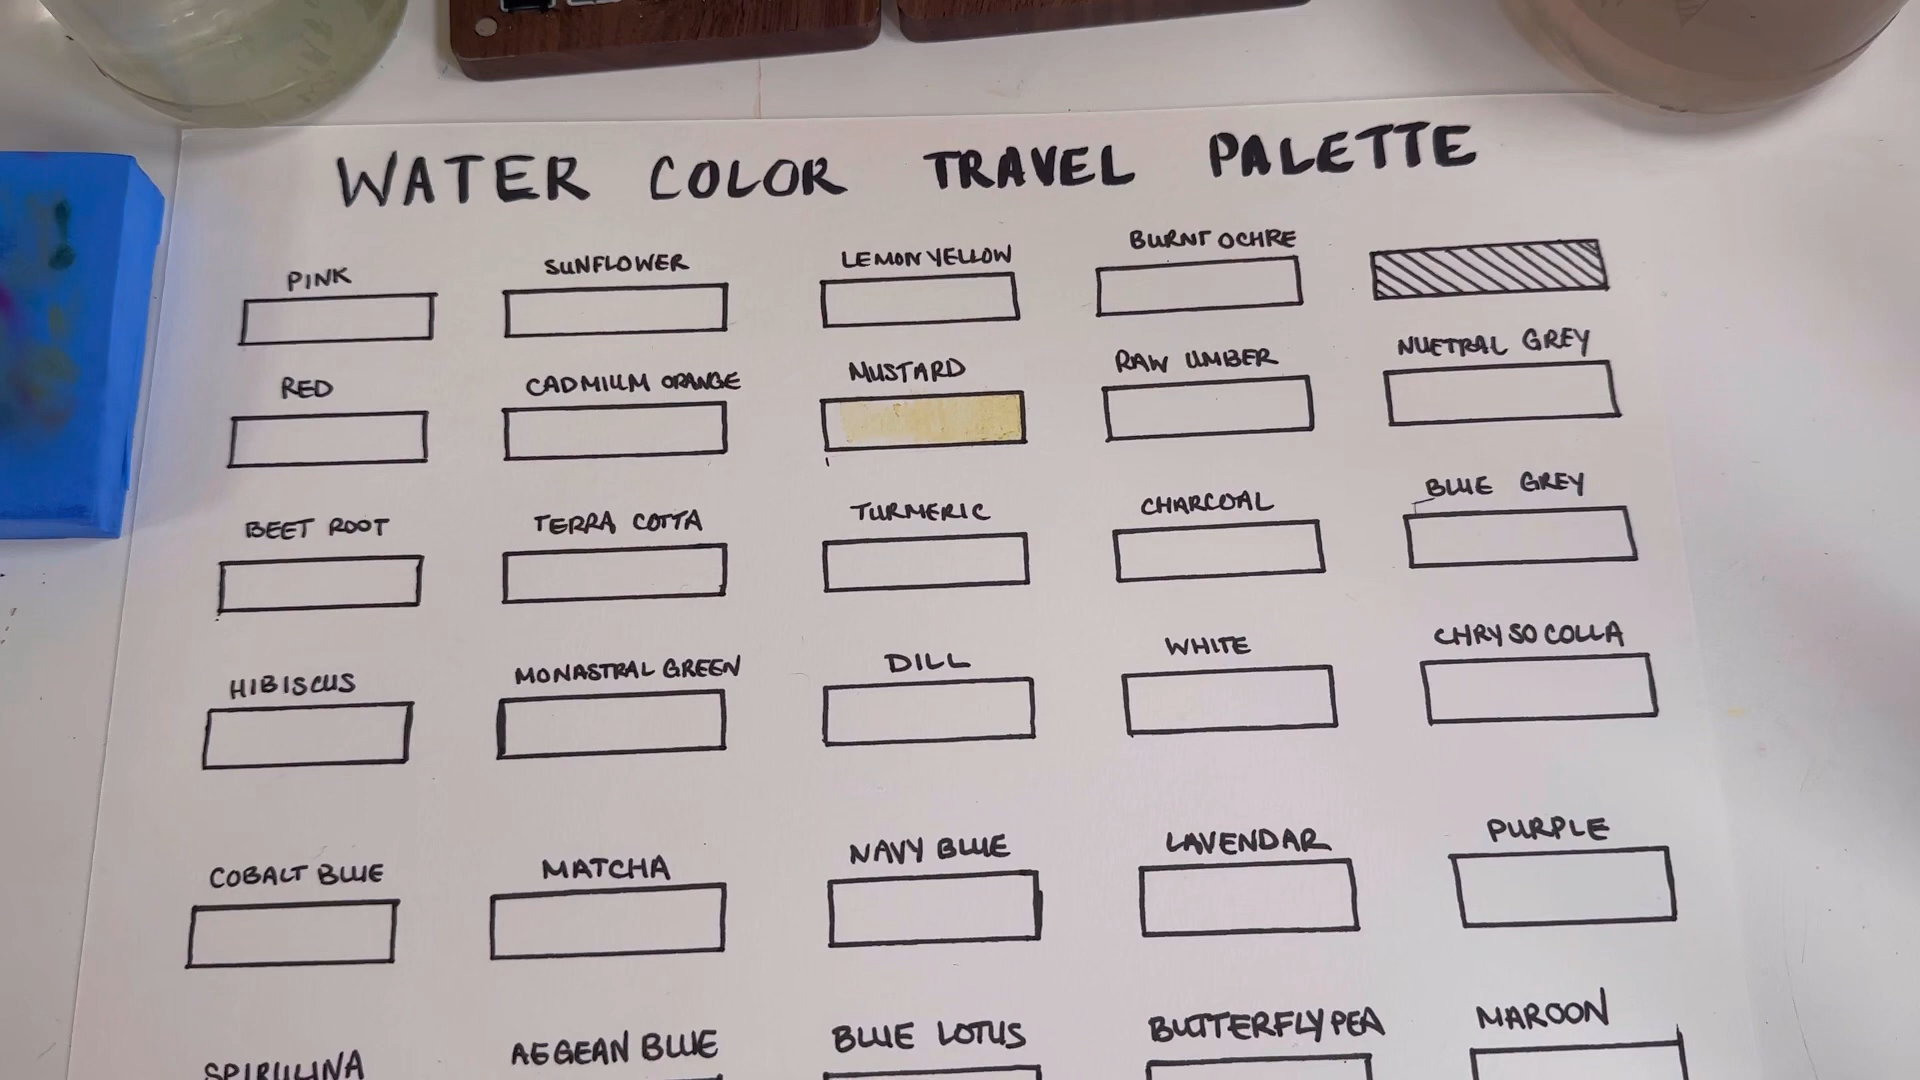 WATER COLOR TRAVEL PALETTE
PINK SUNFLOWER LEMON YELLOW BURNT OCHRE
RED CADMIUM ORANGE MUSTARD RAW UMBER NUETRAL GREY
BEET ROOT TERRA COTTA TURMERIC CHARCOAL BLUE GREY
HIBISCUS MONASTRAL GREEN DILL WHITE CHRYSOCOLLA
COBALT BLUE MATCHA NAVY BLUE LAVENDAR PURPLE
SPIRULINA AEGEAN BLUE BLUE LOTUS BUTTERFLY PEA MAROON